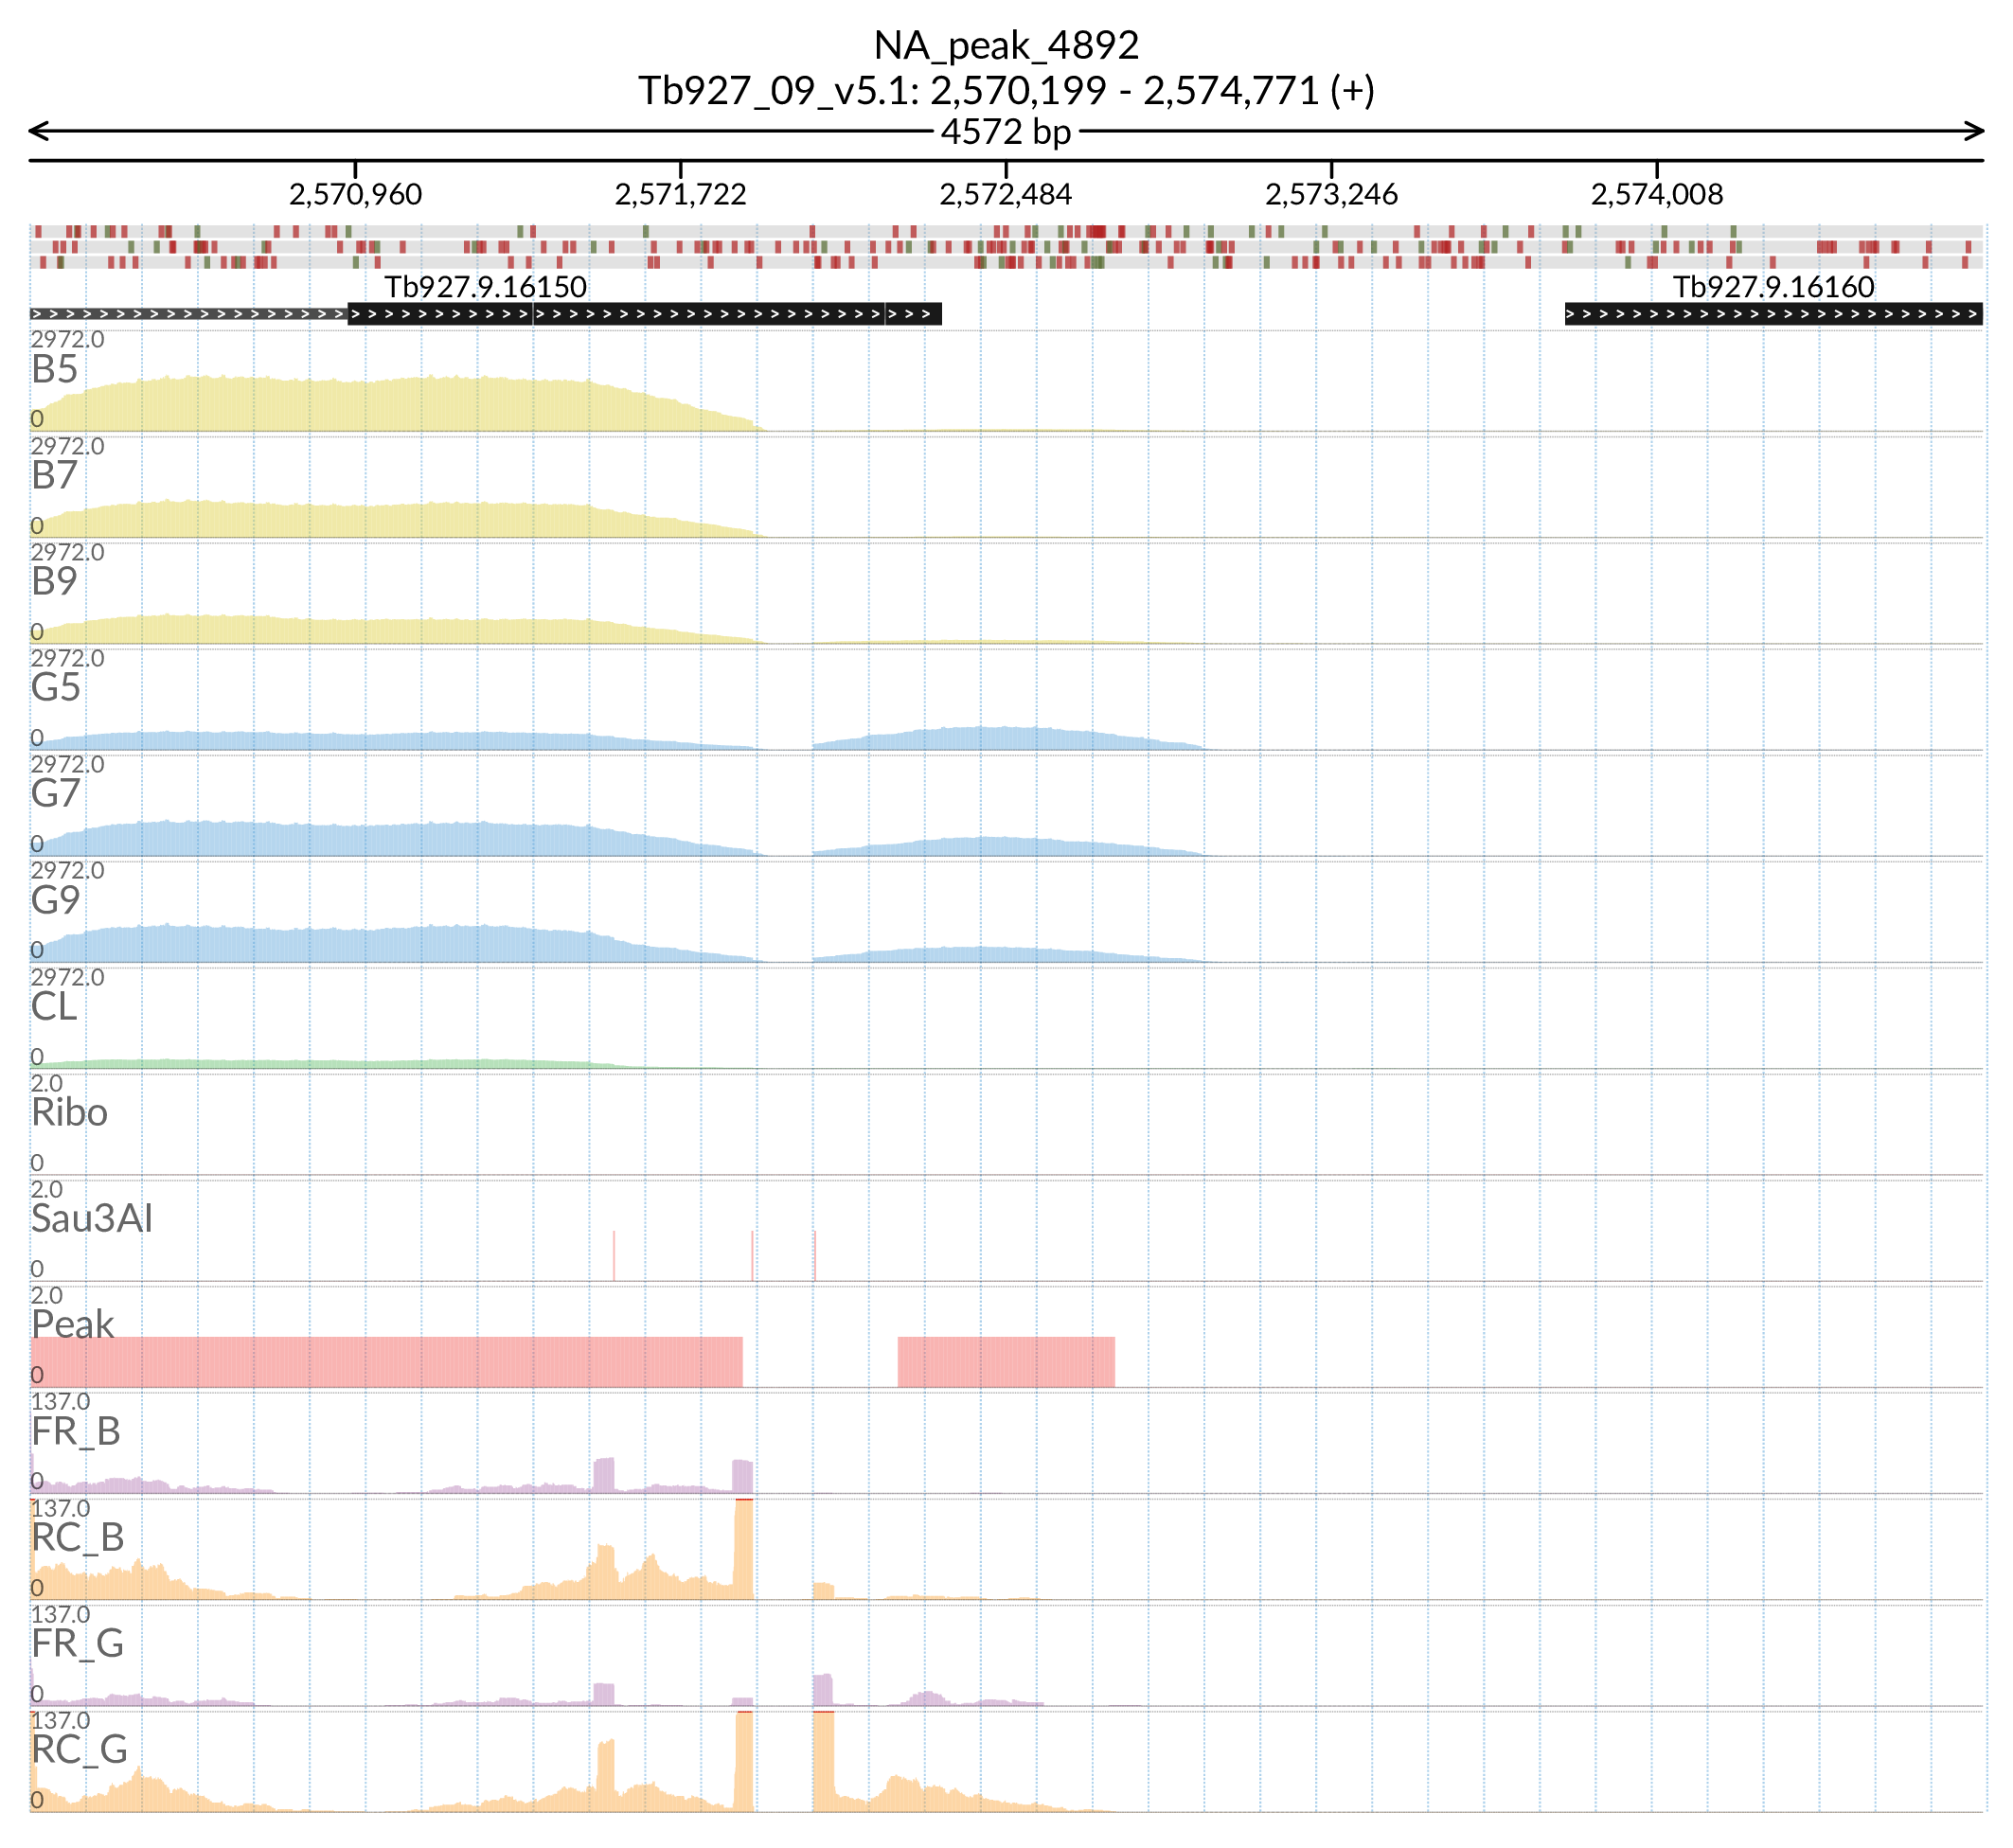 NA_peak_4892
Tb927_09_v5.1: 2,570,199 - 2,574,771 (+)
4572 bp
2,570,960 2,571,722 2,572,484 2,573,246 2,574,008
Tb927.9.16150 Tb927.9.16160
2972.0
B5
0
2972.0
B7
0
2972.0
B9
0
2972.0
G5
0
2972.0
G7
0
2972.0
G9
0
2972.0
CL
0
2.0
Ribo
0
2.0
Sau3AI
0
2.0
Peak
0
137.0
FR_B
0
137.0
RC_B
0
137.0
FR_G
0
137.0
RC_G
0